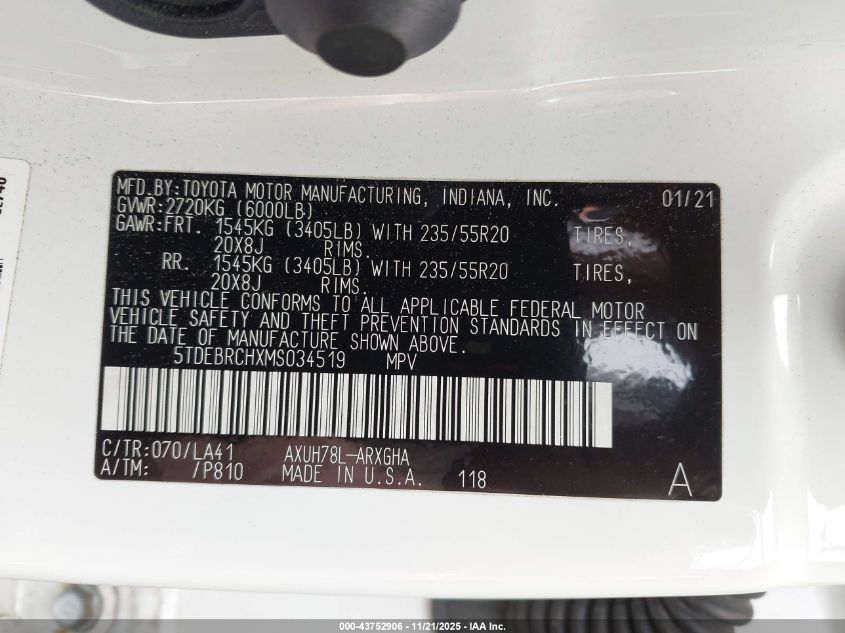 MFD.BY:TOYOTA MOTOR MANUFACTURING, INDIANA, INC. 01/21
GVWR:2720KG (6000LB)
GAWR:FRT. 1545KG (3405LB) WITH 235/55R20 TIRES,
20X8J RIMS.
RR. 1545KG (3405LB) WITH 235/55R20 TIRES,
20X8J RIMS.
THIS VEHICLE CONFORMS TO ALL APPLICABLE FEDERAL MOTOR
VEHICLE SAFETY AND THEFT PREVENTION STANDARDS IN EFFECT ON
THE DATE OF MANUFACTURE SHOWN ABOVE.
5TDEBRCHXMS034519 MPV
C/TR:070/LA41 AXUH78L-ARXGHA
A/TM: /P810 MADE IN U.S.A. 118 A
000-43752906 - 11/21/2025 - IAA Inc.